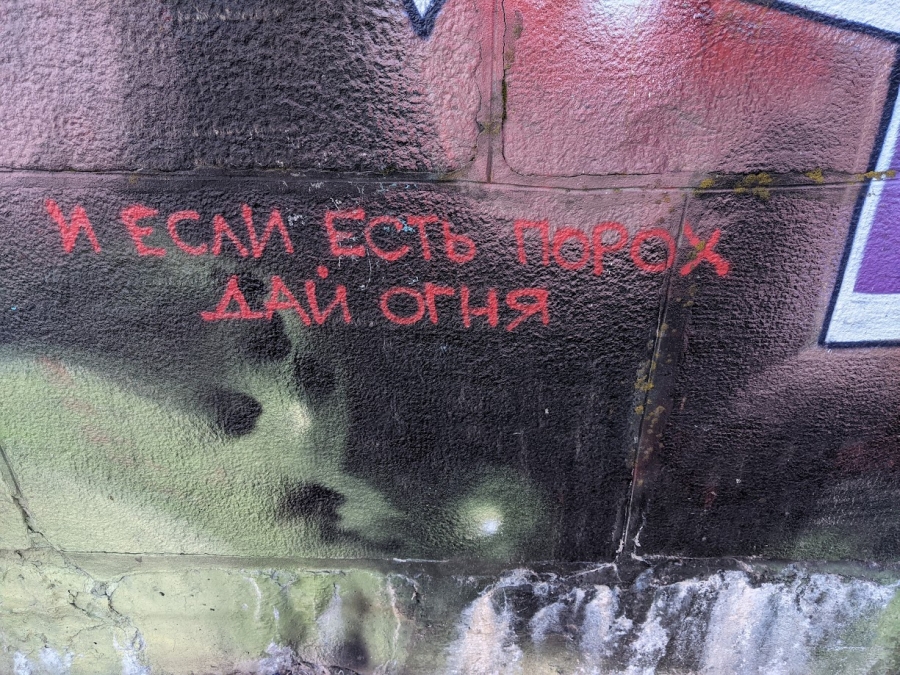 И ЕСЛИ ЕСТЬ ПОРОХ
ДАЙ ОГНЯ